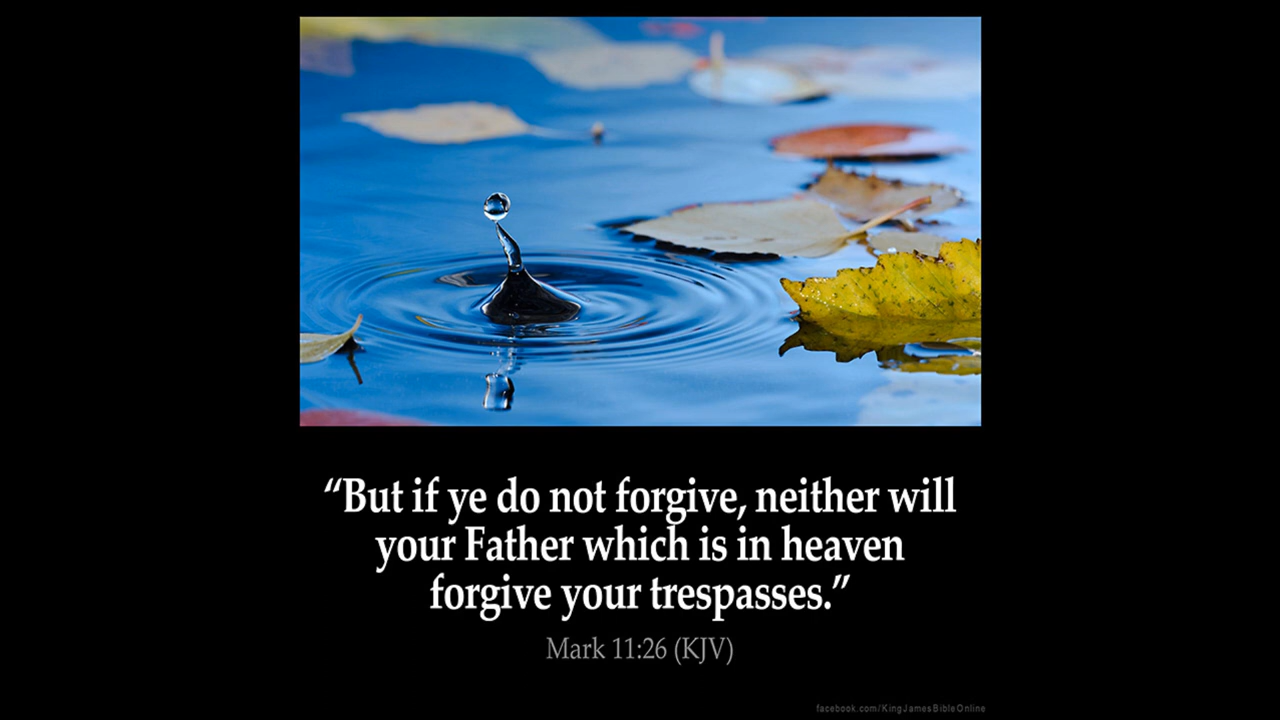 “But if ye do not forgive, neither will
your Father which is in heaven
forgive your trespasses.”
Mark 11:26 (KJV)
facebook.com/KingJamesBibleOnline